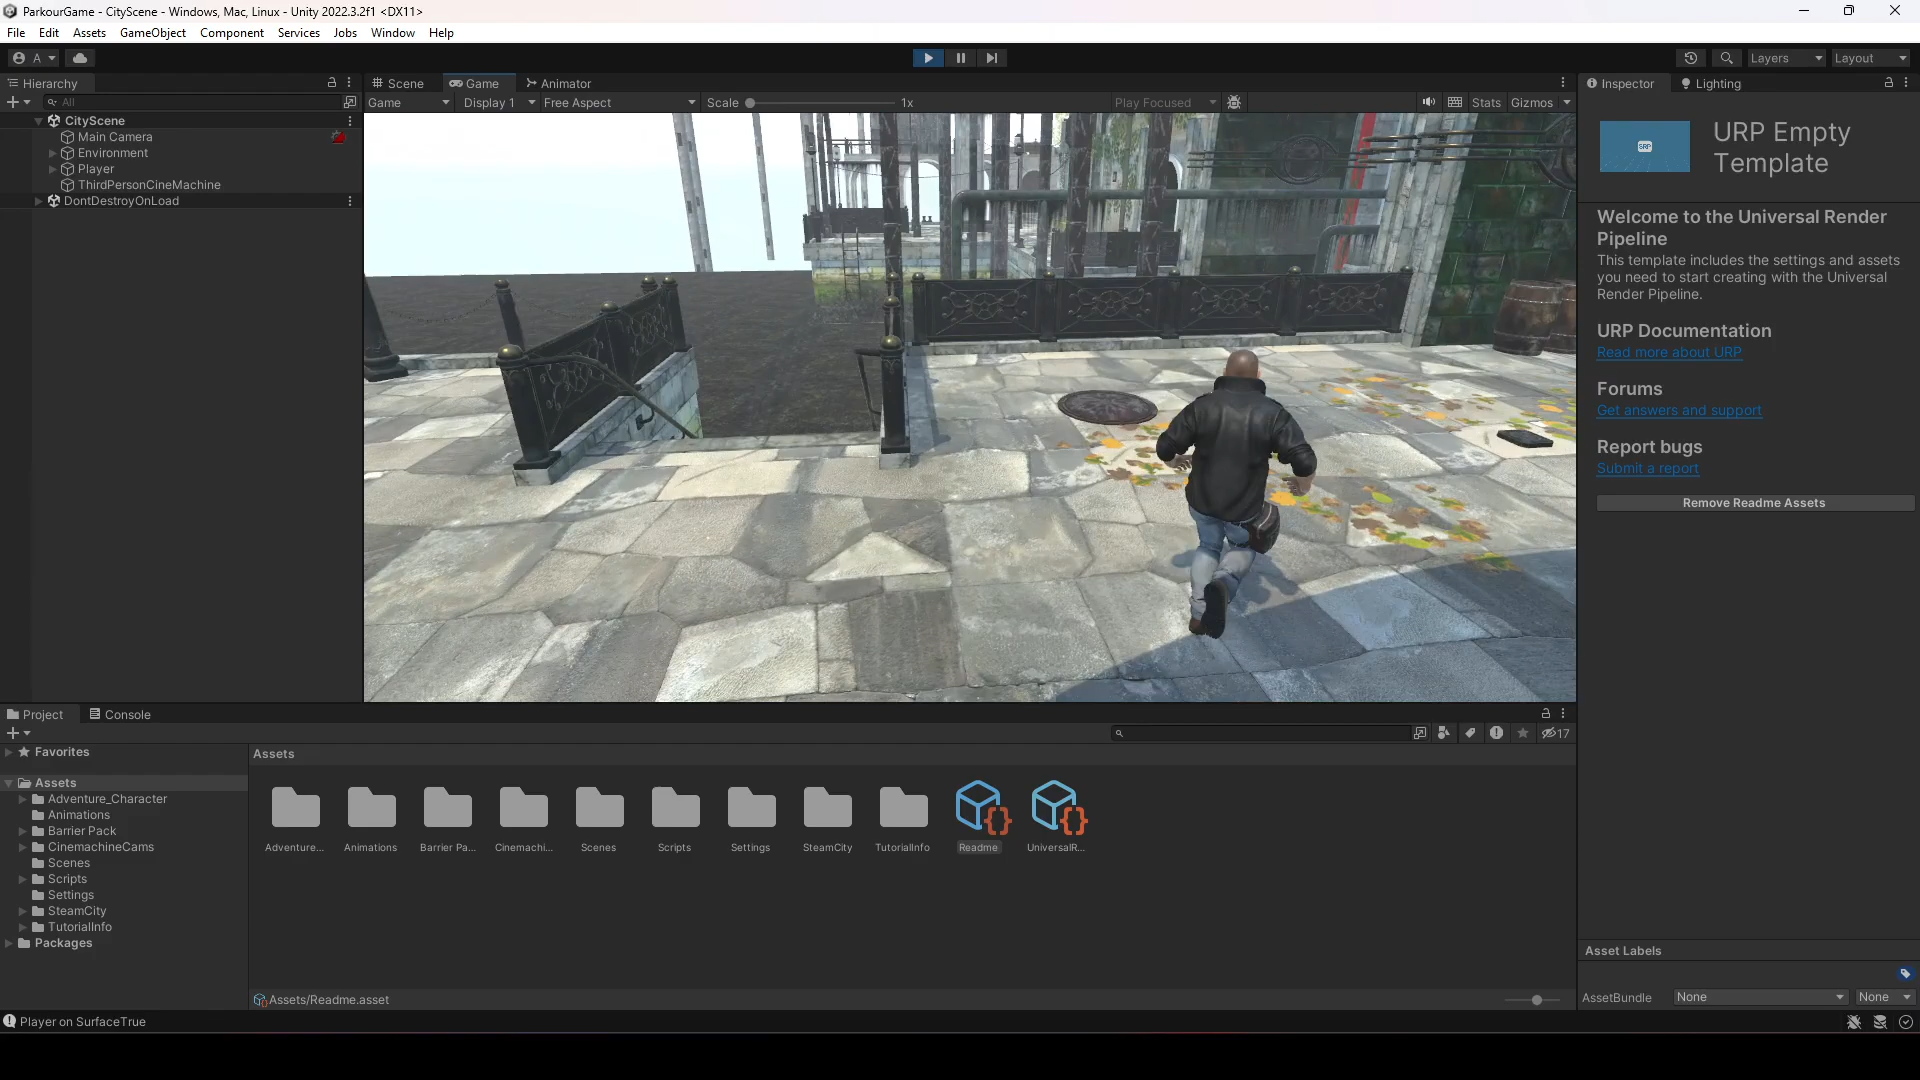 ParkourGame - CityScene - Windows, Mac, Linux - Unity 2022.3.2f1 <DX11>
File Edit Assets GameObject Component Services Jobs Window Help
A Layers Layout
Hierarchy Scene Game Animator Inspector Lighting
All Game Display 1 Free Aspect Scale 1x Play Focused Stats Gizmos
CityScene
Main Camera
Environment
Player
ThirdPersonCineMachine
DontDestroyOnLoad
SRP
URP Empty
Template
Welcome to the Universal Render
Pipeline
This template includes the settings and assets
you need to start creating with the Universal
Render Pipeline.
URP Documentation
Read more about URP
Forums
Get answers and support
Report bugs
Submit a report
Remove Readme Assets
Project Console
17
Favorites
Assets
Adventure_Character
Animations
Barrier Pack
CinemachineCams
Scenes
Scripts
Settings
SteamCity
TutorialInfo
Packages
Assets
Adventure... Animations Barrier Pa... Cinemachi... Scenes Scripts Settings SteamCity TutorialInfo Readme UniversalR...
Assets/Readme.asset
Asset Labels
AssetBundle None None
Player on SurfaceTrue